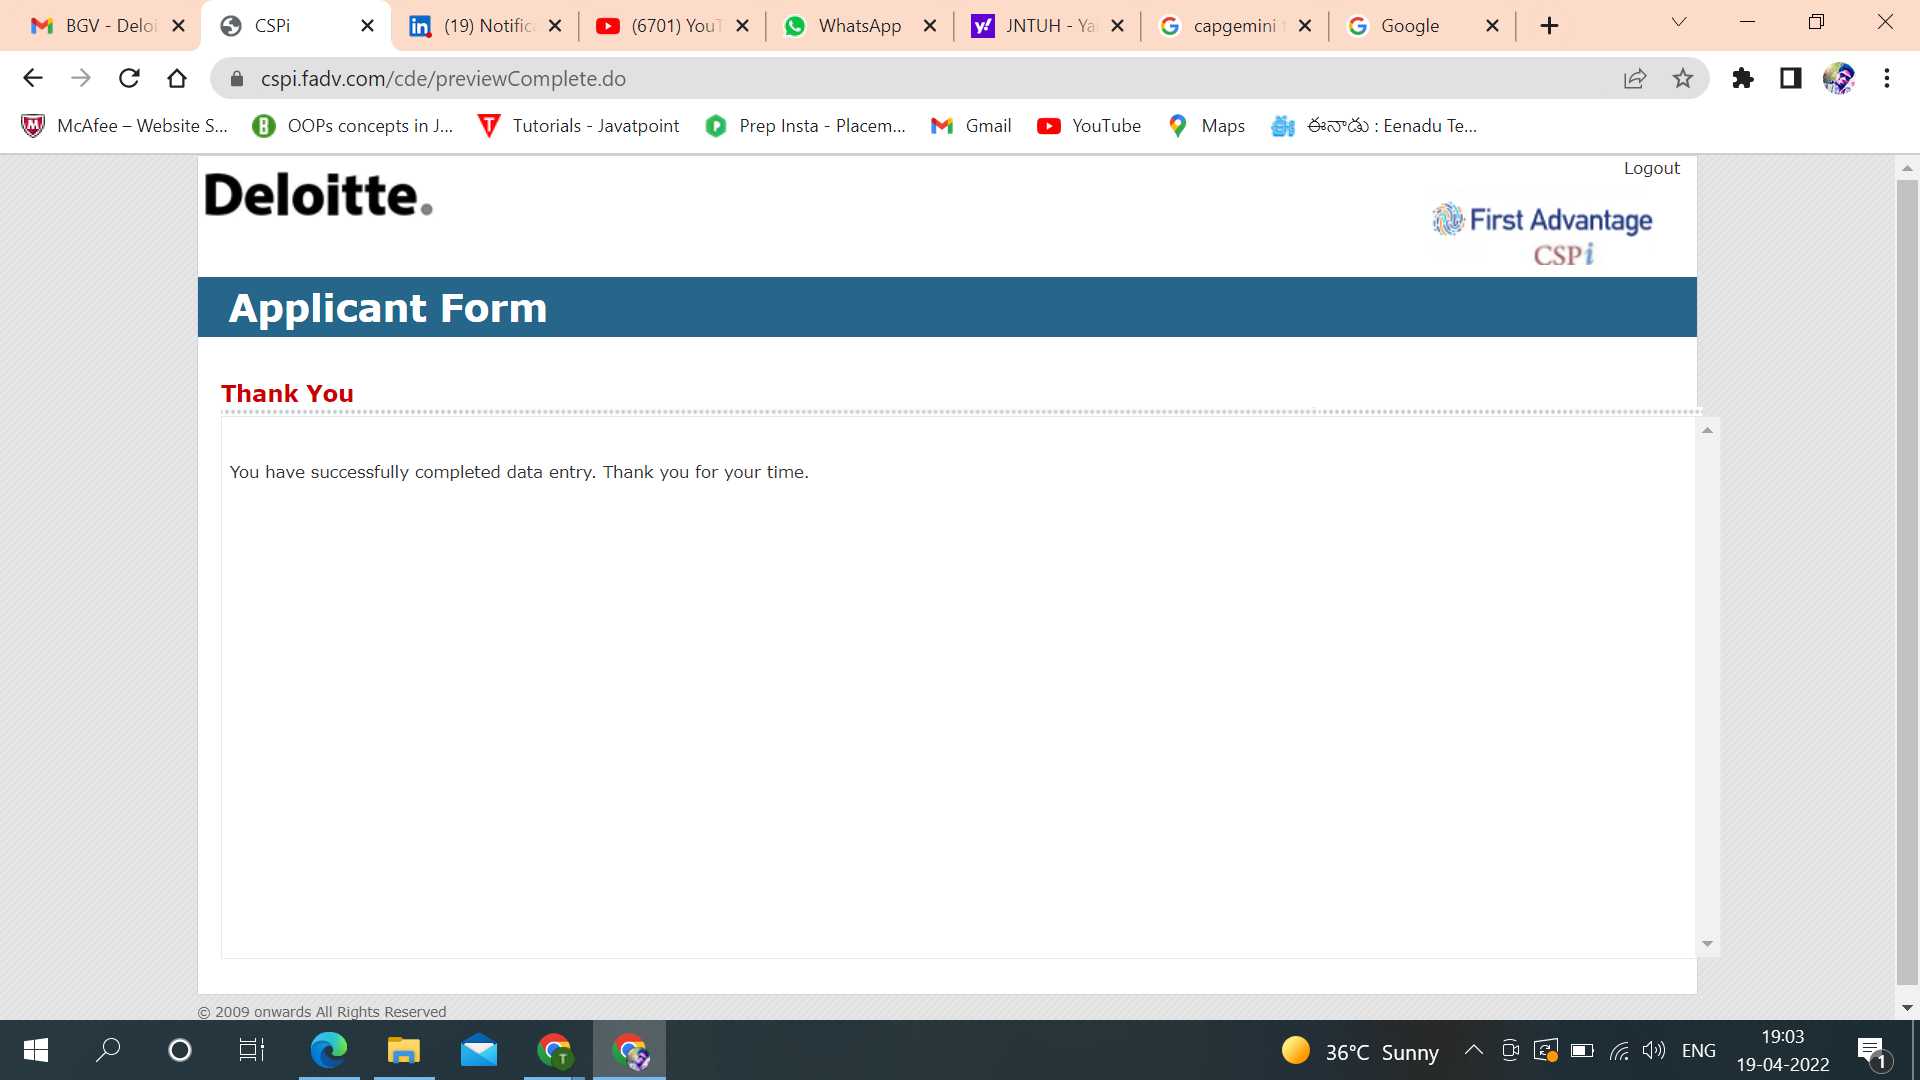 BGV - Deloi
CSPi
(19) Notific
(6701) YouT
WhatsApp
JNTUH - Ya
capgemini
Google
cspi.fadv.com/cde/previewComplete.do
McAfee – Website S...
OOPs concepts in J...
Tutorials - Javatpoint
Prep Insta - Placem...
Gmail
YouTube
Maps
ఈనాడు : Eenadu Te...
Logout
Deloitte.
First Advantage
CSPi
Applicant Form
Thank You
You have successfully completed data entry. Thank you for your time.
© 2009 onwards All Rights Reserved
36°C Sunny
ENG
19:03
19-04-2022
1